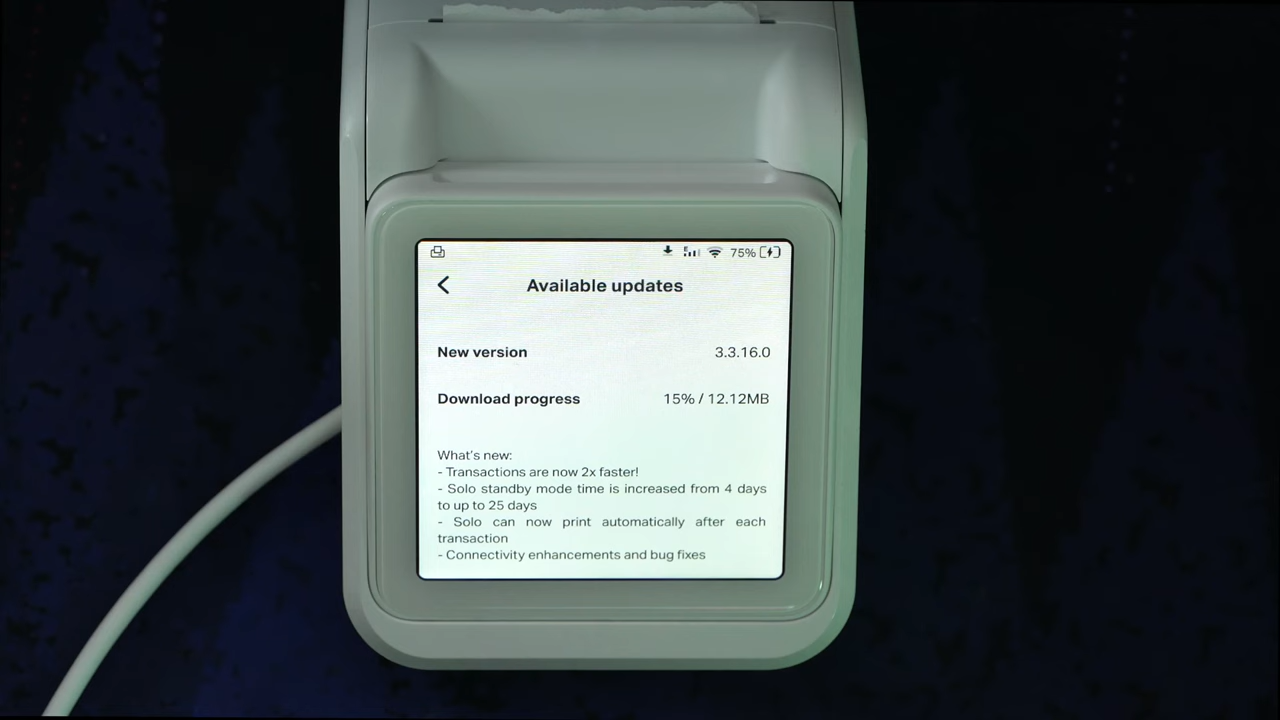 75%
Available updates
New version 3.3.16.0
Download progress 15% / 12.12MB
What's new:
- Transactions are now 2x faster!
- Solo standby mode time is increased from 4 days
to up to 25 days
- Solo can now print automatically after each
transaction
- Connectivity enhancements and bug fixes